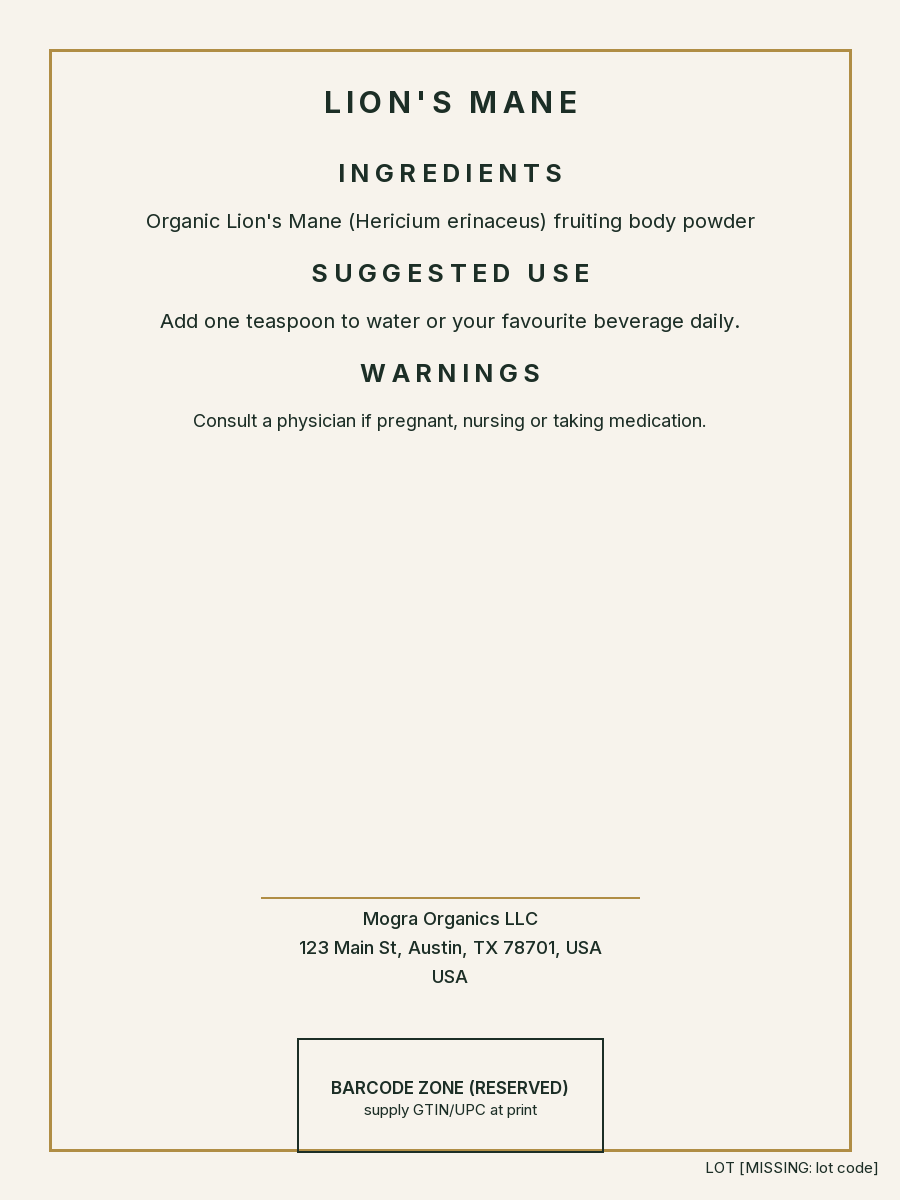 LION'S MANE
INGREDIENTS
Organic Lion's Mane (Hericium erinaceus) fruiting body powder
SUGGESTED USE
Add one teaspoon to water or your favourite beverage daily.
WARNINGS
Consult a physician if pregnant, nursing or taking medication.
Mogra Organics LLC
123 Main St, Austin, TX 78701, USA
USA
BARCODE ZONE (RESERVED)
supply GTIN/UPC at print
LOT [MISSING: lot code]